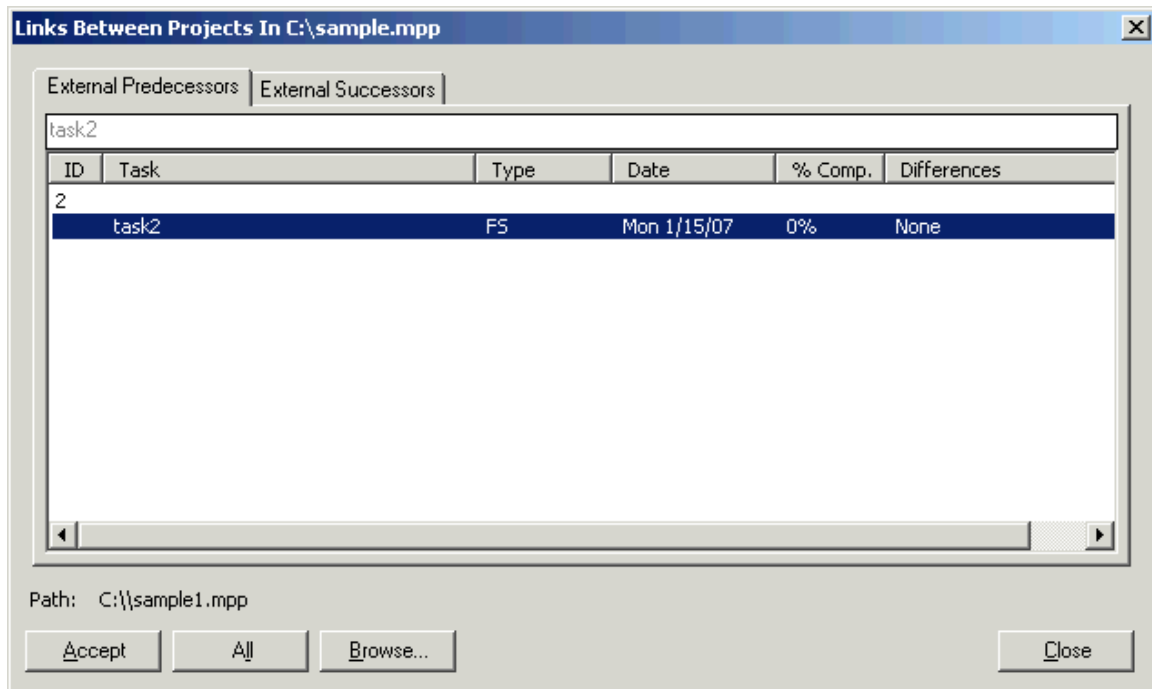 Links Between Projects In C:\sample.mpp
External Predecessors External Successors
task2
ID Task Type Date % Comp. Differences
2
task2 FS Mon 1/15/07 0% None
Path: C:\\sample1.mpp
Accept All Browse... Close